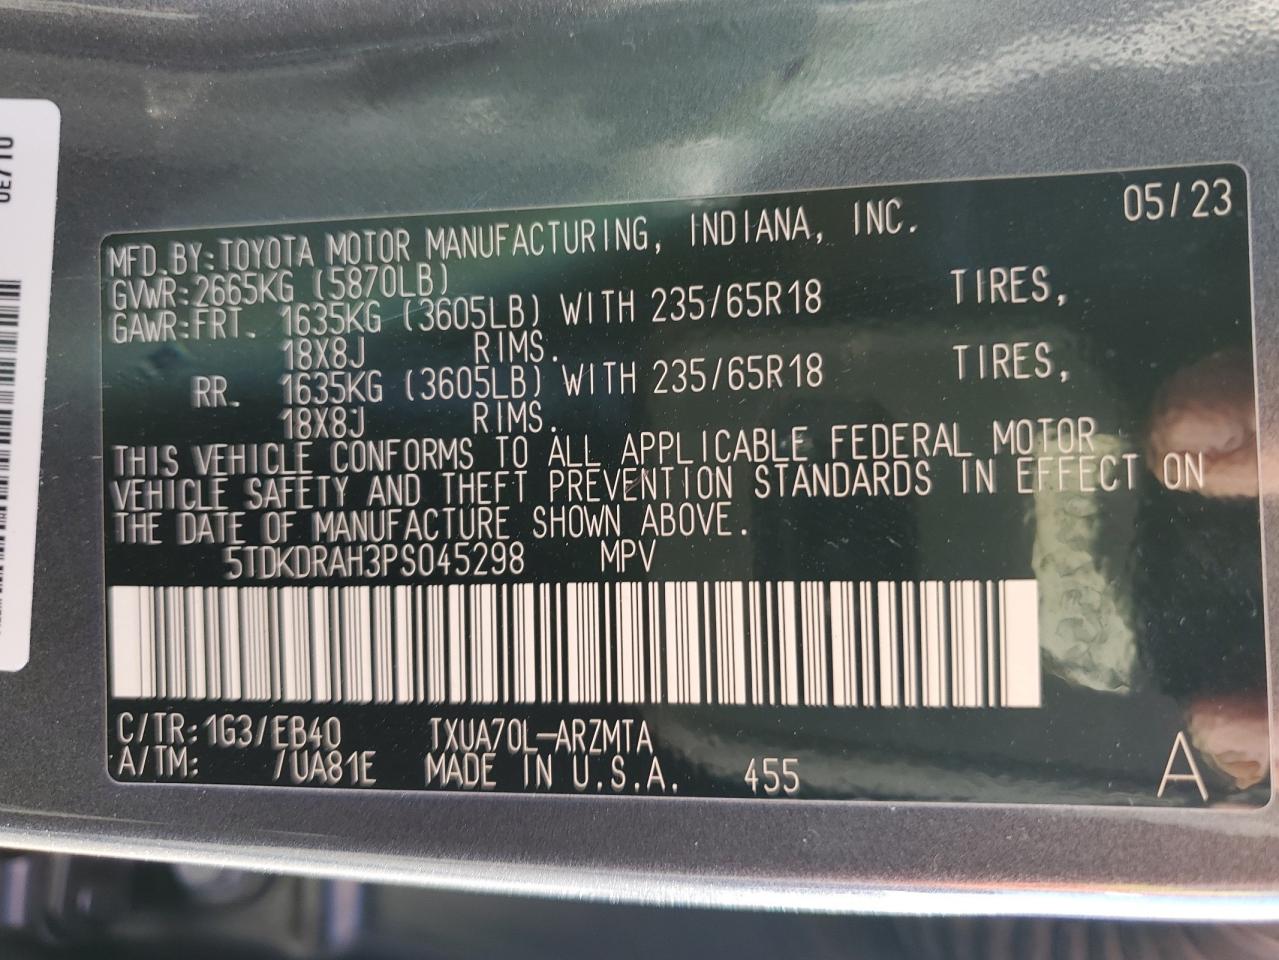 0E710
05/23
MFD.BY:TOYOTA MOTOR MANUFACTURING, INDIANA, INC.
GVWR:2665KG (5870LB)
GAWR:FRT. 1635KG (3605LB) WITH 235/65R18 TIRES,
18X8J RIMS.
RR. 1635KG (3605LB) WITH 235/65R18 TIRES,
18X8J RIMS.
THIS VEHICLE CONFORMS TO ALL APPLICABLE FEDERAL MOTOR
VEHICLE SAFETY AND THEFT PREVENTION STANDARDS IN EFFECT ON
THE DATE OF MANUFACTURE SHOWN ABOVE.
5TDKDRAH3PS045298 MPV
C/TR:1G3/EB40 TXUA70L-ARZMTA
A/TM: /UA81E MADE IN U.S.A. 455 A